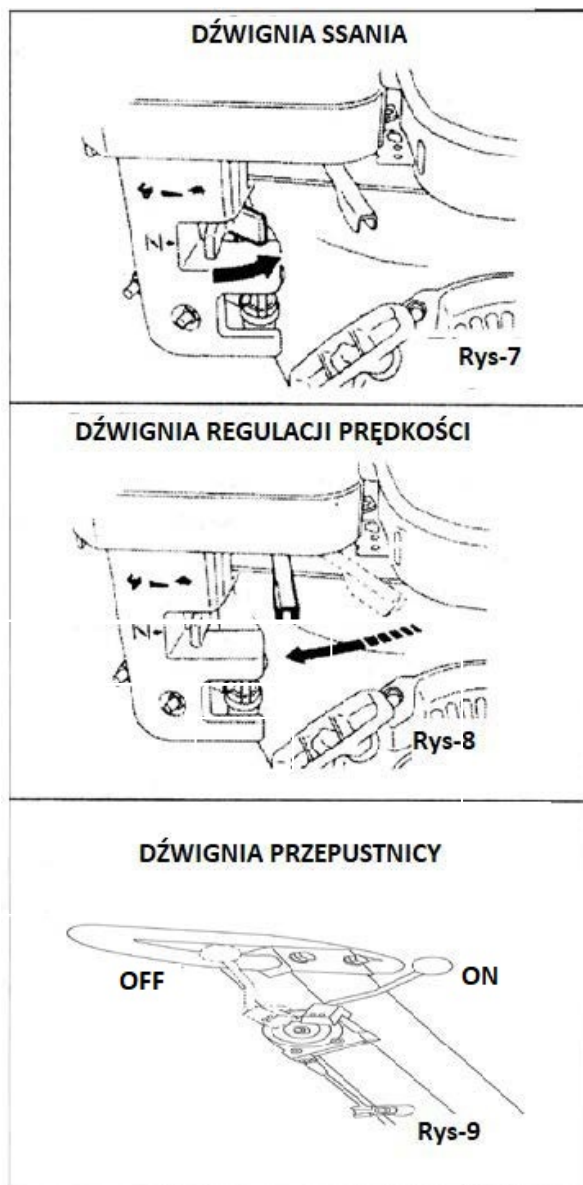 DŹWIGNIA SSANIA
Rys-7
DŹWIGNIA REGULACJI PRĘDKOŚCI
Rys-8
DŹWIGNIA PRZEPUSTNICY
OFF
ON
Rys-9